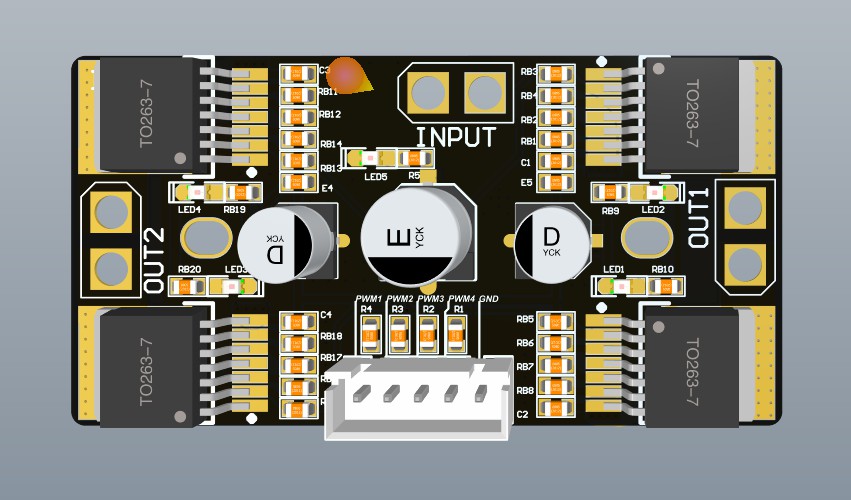 TO263-7
C3
RB11
RB12
RB14
RB13
E4
INPUT
LED5
R5
RB3
RB4
RB2
RB1
C1
E5
TO263-7
LED4
RB19
OUT2
RB20
LED3
D
YCK
E
YCK
D
YCK
RB9
LED2
OUT1
LED1
RB10
TO263-7
C4
RB18
RB17
PWM1
PWM2
PWM3
PWM4
GND
R4
R3
R2
R1
RB5
RB6
RB7
RB8
C2
TO263-7